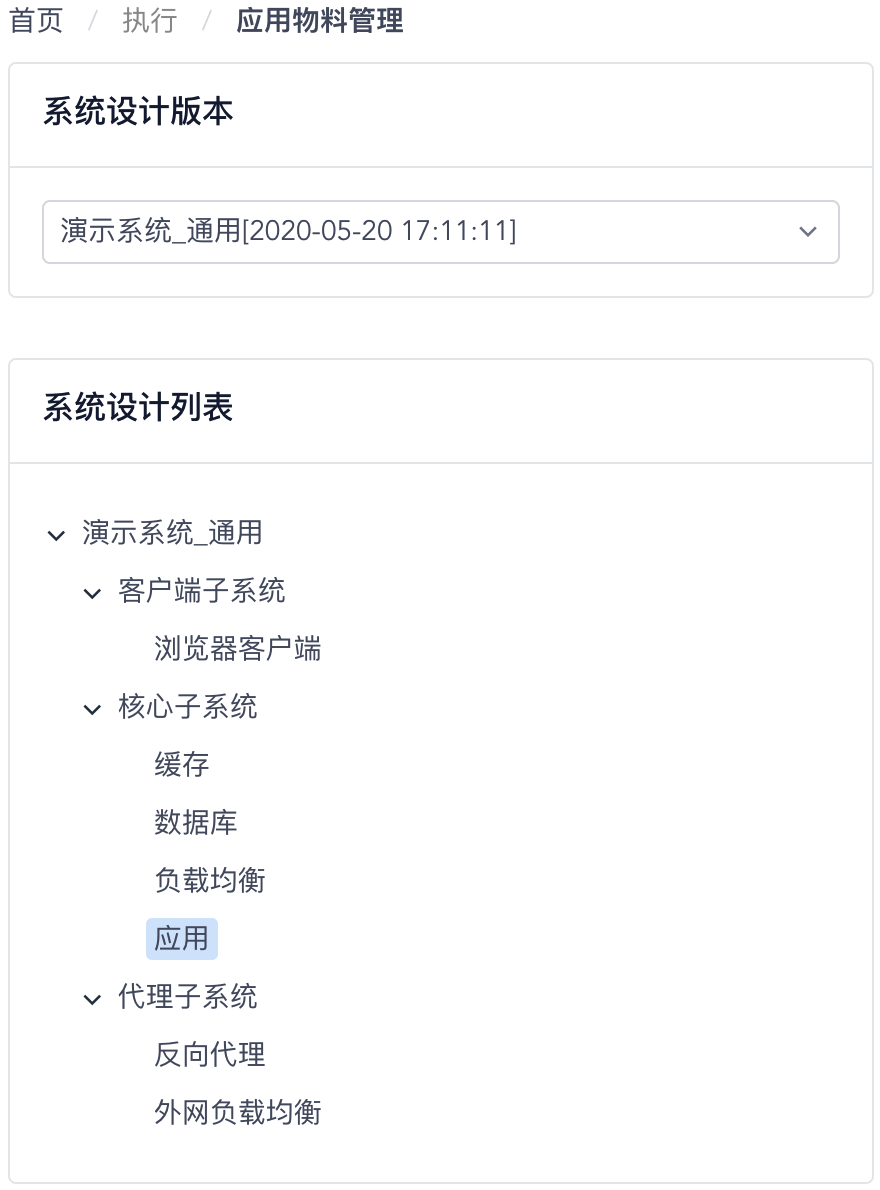 首页 / 执行 / 应用物料管理
系统设计版本
演示系统_通用[2020-05-20 17:11:11]
系统设计列表
演示系统_通用
客户端子系统
浏览器客户端
核心子系统
缓存
数据库
负载均衡
应用
代理子系统
反向代理
外网负载均衡